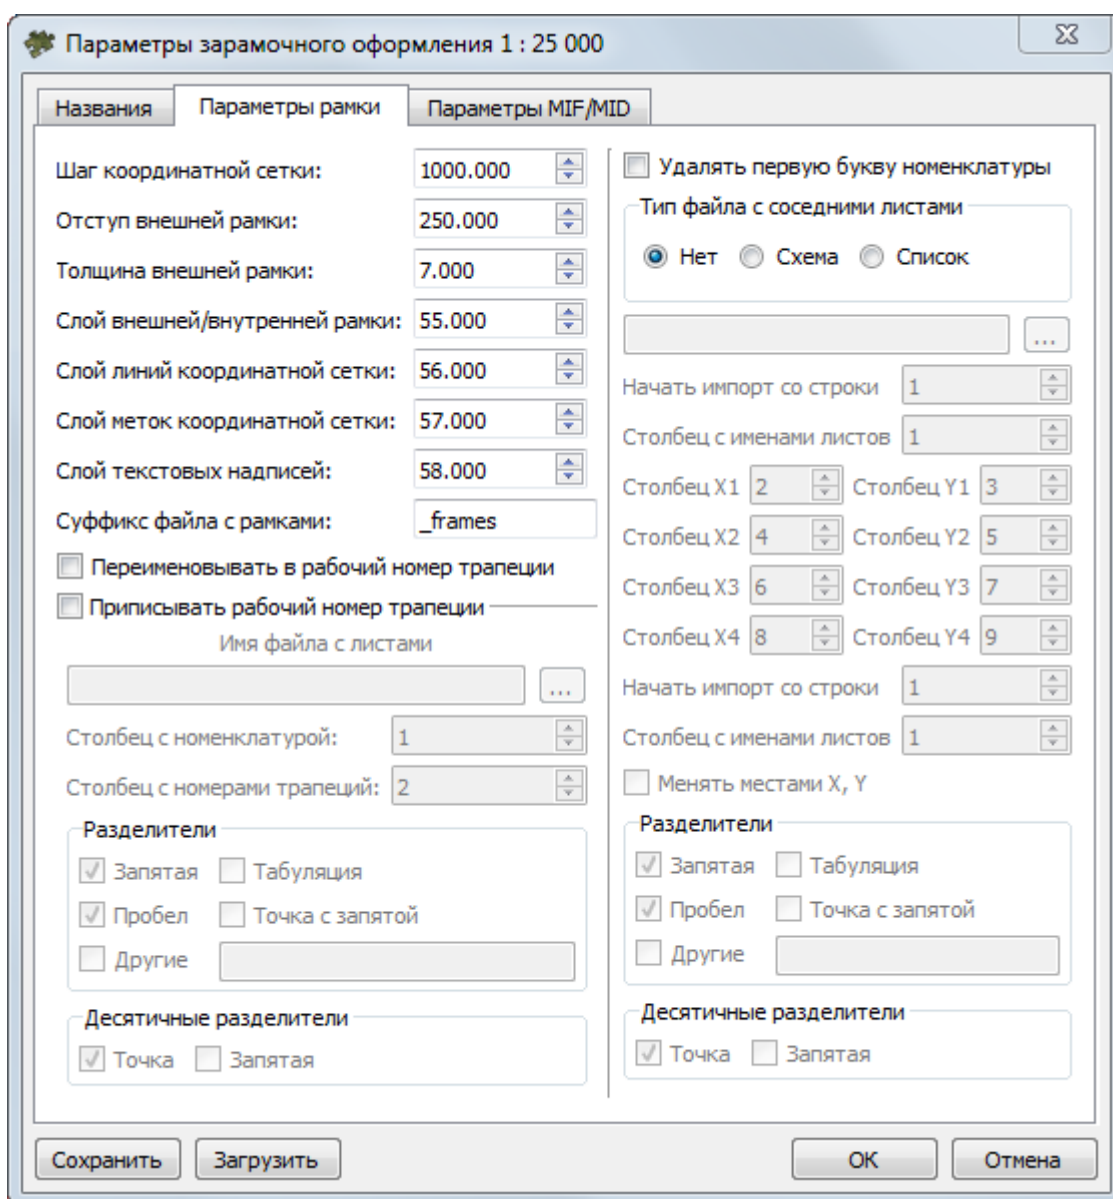 Параметры зарамочного оформления 1 : 25 000
Названия
Параметры рамки
Параметры MIF/MID
Шаг координатной сетки: 1000.000
Отступ внешней рамки: 250.000
Толщина внешней рамки: 7.000
Слой внешней/внутренней рамки: 55.000
Слой линий координатной сетки: 56.000
Слой меток координатной сетки: 57.000
Слой текстовых надписей: 58.000
Суффикс файла с рамками: _frames
Переименовывать в рабочий номер трапеции
Приписывать рабочий номер трапеции
Имя файла с листами
...
Столбец с номенклатурой: 1
Столбец с номерами трапеций: 2
Разделители
Запятая Табуляция
Пробел Точка с запятой
Другие
Десятичные разделители
Точка Запятая
Удалять первую букву номенклатуры
Тип файла с соседними листами
Нет Схема Список
...
Начать импорт со строки 1
Столбец с именами листов 1
Столбец X1 2 Столбец Y1 3
Столбец X2 4 Столбец Y2 5
Столбец X3 6 Столбец Y3 7
Столбец X4 8 Столбец Y4 9
Начать импорт со строки 1
Столбец с именами листов 1
Менять местами X, Y
Разделители
Запятая Табуляция
Пробел Точка с запятой
Другие
Десятичные разделители
Точка Запятая
Сохранить Загрузить OK Отмена